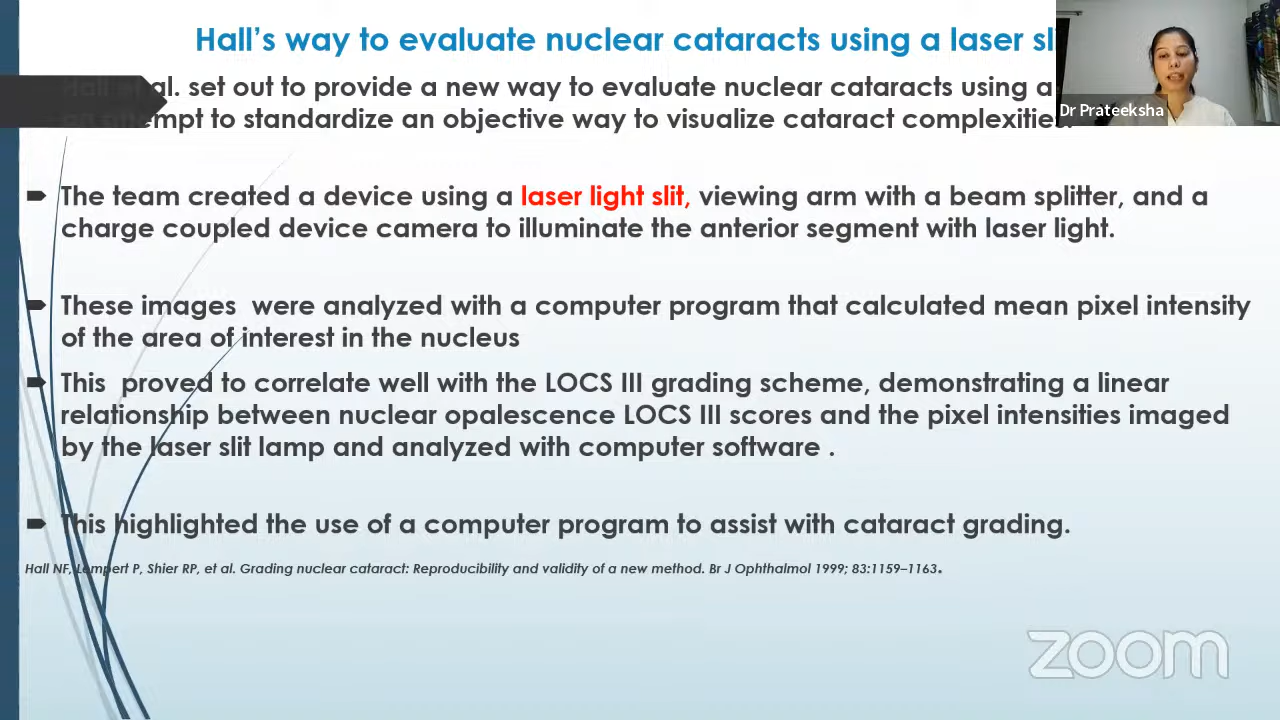 Hall's way to evaluate nuclear cataracts using a laser
al. set out to provide a new way to evaluate nuclear cataracts using a
attempt to standardize an objective way to visualize cataract complexities.
Dr Prateeksha
The team created a device using a laser light slit, viewing arm with a beam splitter, and a
charge coupled device camera to illuminate the anterior segment with laser light.
These images were analyzed with a computer program that calculated mean pixel intensity
of the area of interest in the nucleus
This proved to correlate well with the LOCS III grading scheme, demonstrating a linear
relationship between nuclear opalescence LOCS III scores and the pixel intensities imaged
by the laser slit lamp and analyzed with computer software .
This highlighted the use of a computer program to assist with cataract grading.
Hall NF, Lempert P, Shier RP, et al. Grading nuclear cataract: Reproducibility and validity of a new method. Br J Ophthalmol 1999; 83:1159–1163.
zoom